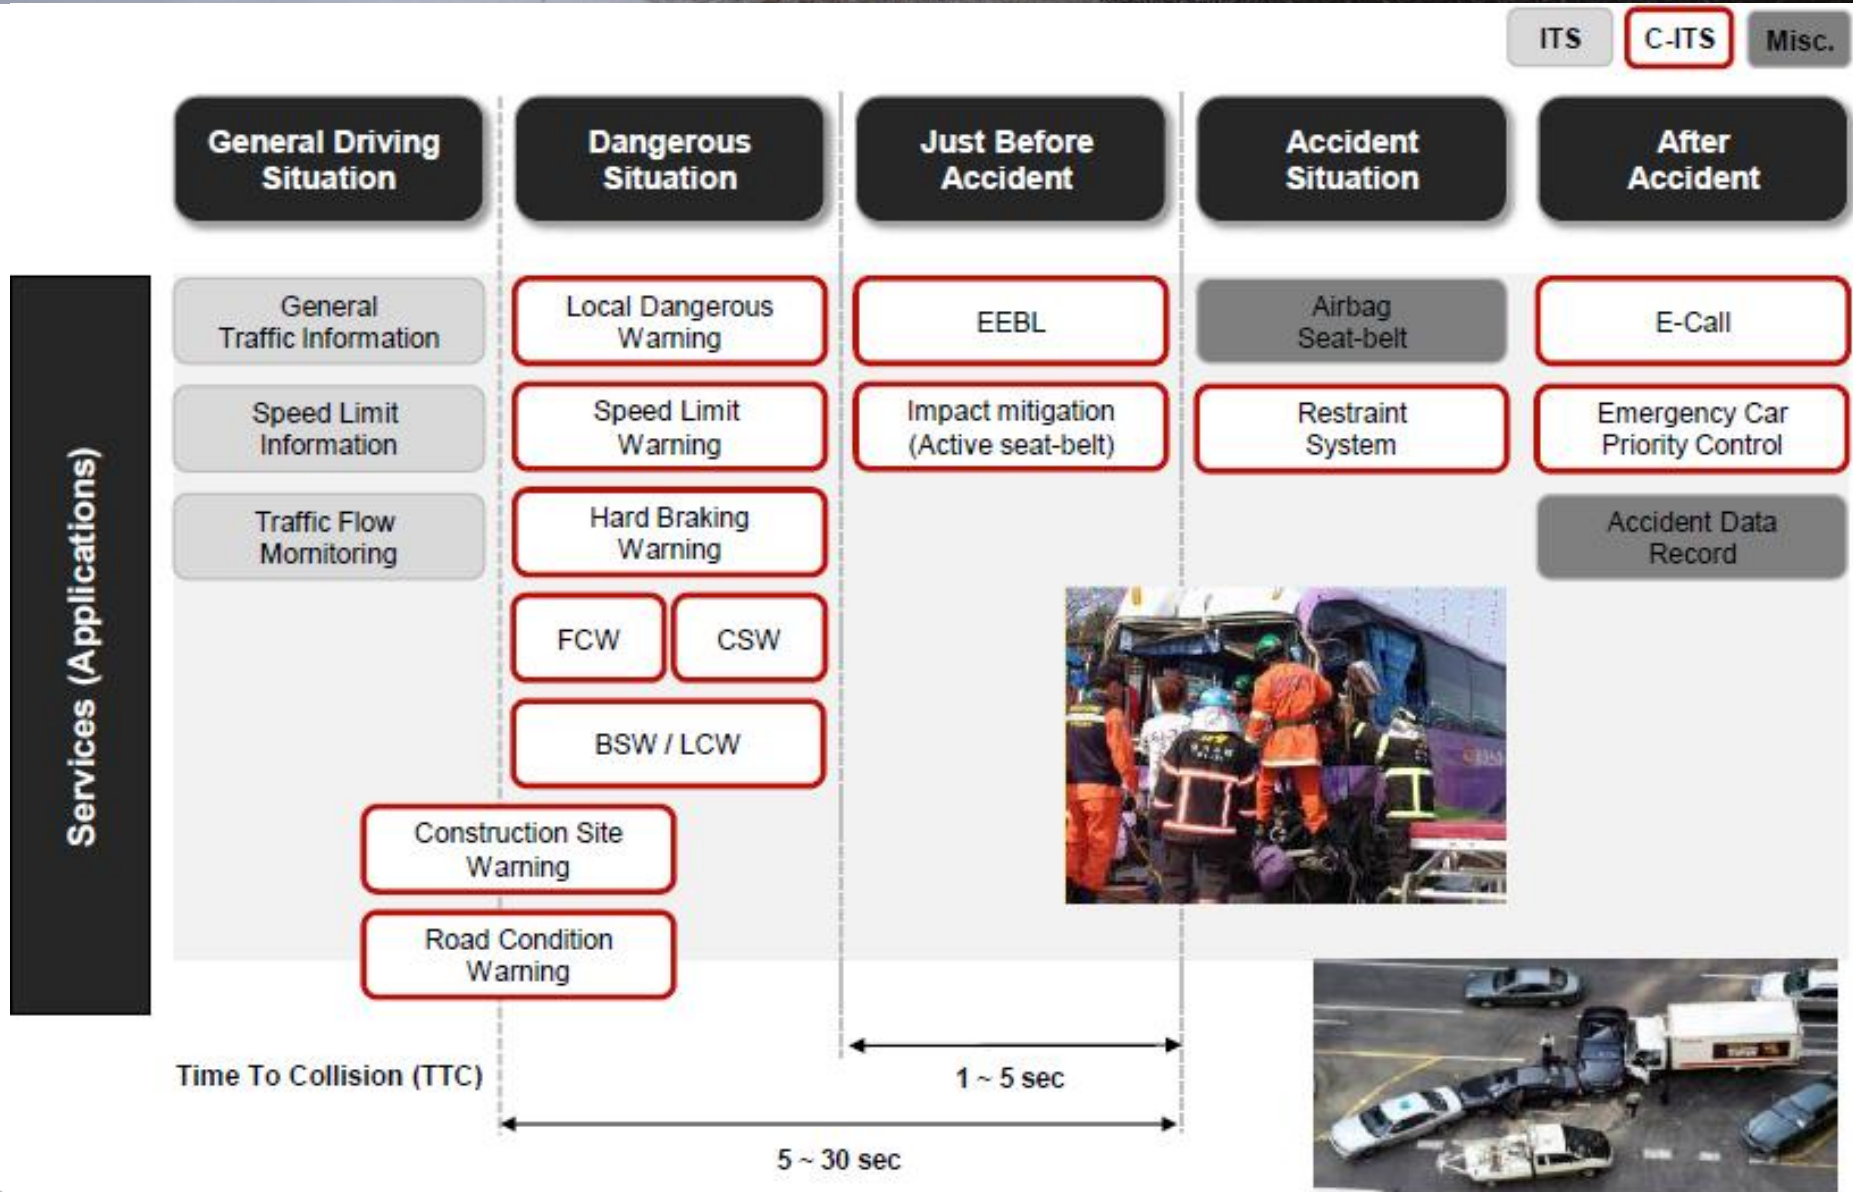 ITS
C-ITS
Misc.
General Driving
Situation
Dangerous
Situation
Just Before
Accident
Accident
Situation
After
Accident
Services (Applications)
General
Traffic Information
Local Dangerous
Warning
EEBL
Airbag
Seat-belt
E-Call
Speed Limit
Information
Speed Limit
Warning
Impact mitigation
(Active seat-belt)
Restraint
System
Emergency Car
Priority Control
Traffic Flow
Mornitoring
Hard Braking
Warning
Accident Data
Record
FCW
CSW
BSW / LCW
Construction Site
Warning
Road Condition
Warning
Time To Collision (TTC)
1 ~ 5 sec
5 ~ 30 sec